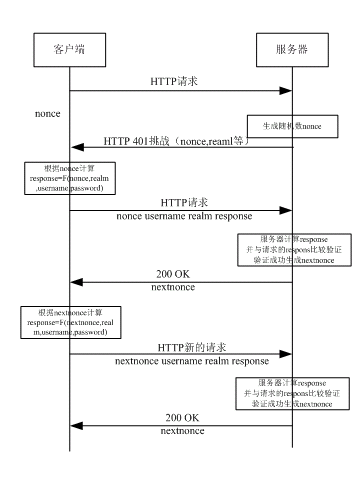 客户端
服务器
HTTP请求
nonce
生成随机数nonce
HTTP 401挑战（nonce,reaml等）
根据nonce计算
response=F(nonce,realm
,username,password)
HTTP请求
nonce username realm response
服务器计算response
并与请求的respons比较验证
验证成功生成nextnonce
200 OK
nextnonce
根据nextnonce计算
response=F(nextnonce,real
m,username,password)
HTTP新的请求
nextnonce username realm response
服务器计算response
并与请求的respons比较验证
验证成功生成nextnonce
200 OK
nextnonce